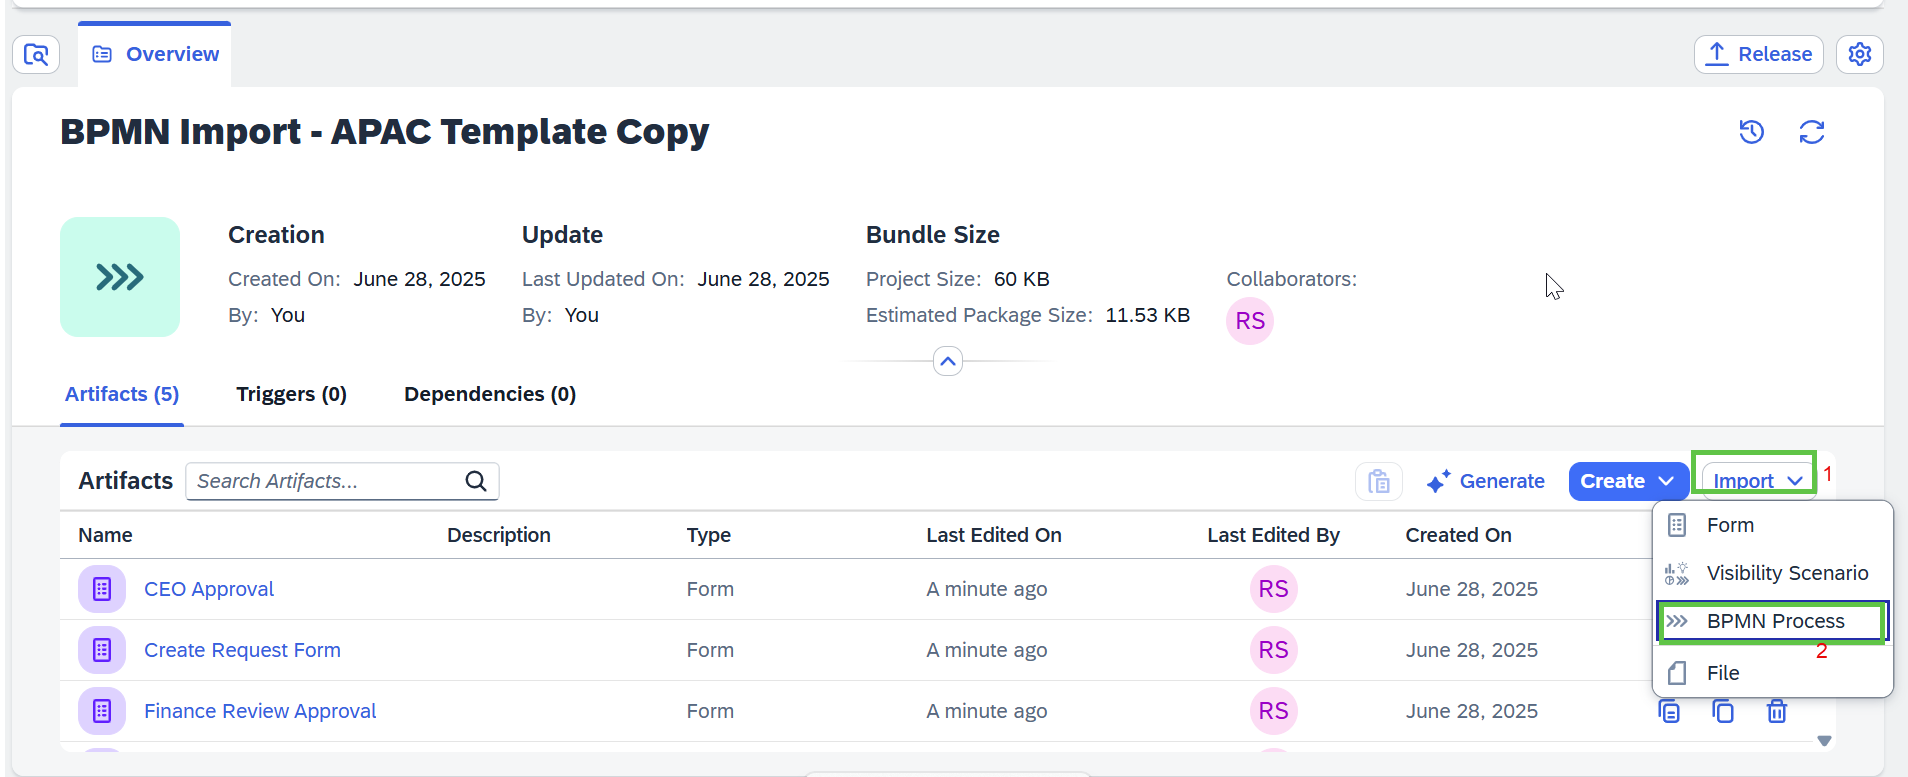 Overview
Release
BPMN Import - APAC Template Copy
Creation
Update
Bundle Size
Created On: June 28, 2025
Last Updated On: June 28, 2025
Project Size: 60 KB
Collaborators:
By: You
By: You
Estimated Package Size: 11.53 KB
RS
Artifacts (5)
Triggers (0)
Dependencies (0)
Artifacts
Search Artifacts...
Generate
Create
Import
1
Form
Visibility Scenario
BPMN Process
2
File
Name Description Type Last Edited On Last Edited By Created On
CEO Approval Form A minute ago RS June 28, 2025
Create Request Form Form A minute ago RS June 28, 2025
Finance Review Approval Form A minute ago RS June 28, 2025